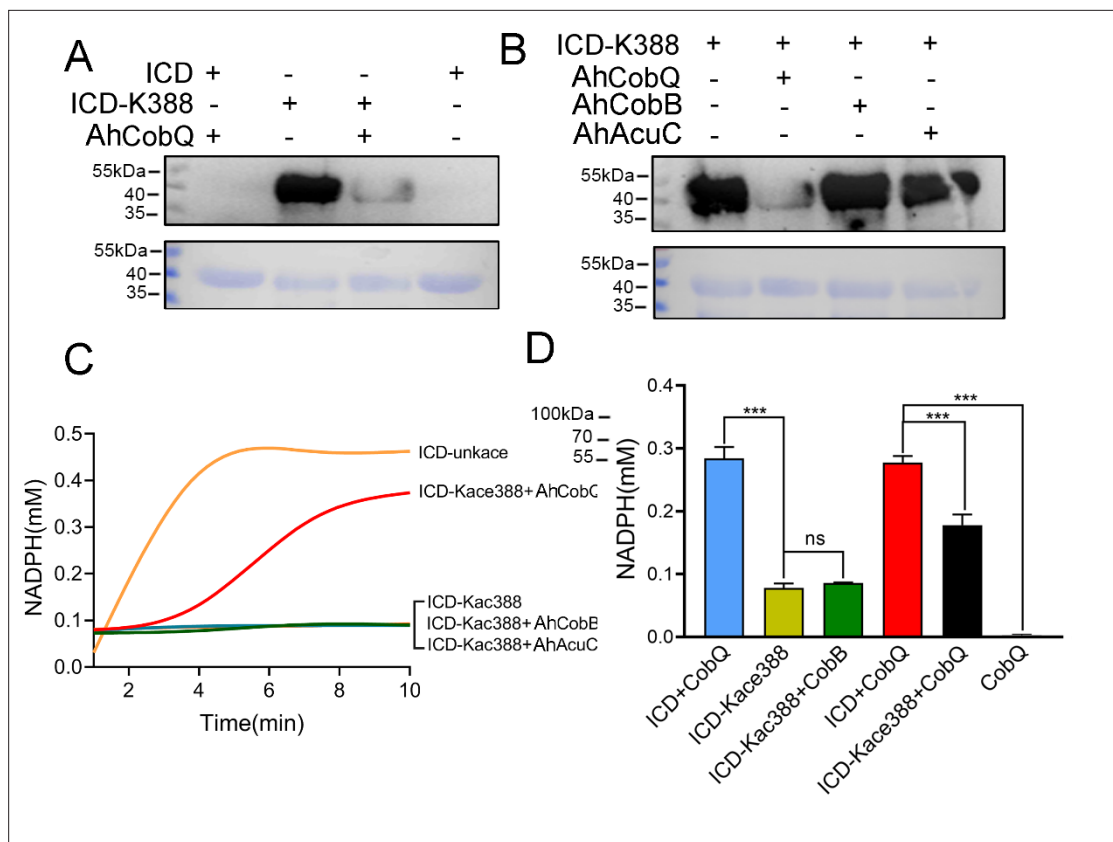 A
ICD + - - +
ICD-K388 - + + -
AhCobQ + - + -
55kDa
40
35
55kDa
40
35
B
ICD-K388 + + + +
AhCobQ - + - -
AhCobB - - + -
AhAcuC - - - +
55kDa
40
35
55kDa
40
35
C
NADPH(mM)
0.5
0.4
0.3
0.2
0.1
0.0
2 4 6 8 10
Time(min)
ICD-unkace
ICD-Kace388+AhCobQ
ICD-Kac388
ICD-Kac388+AhCobB
ICD-Kac388+AhAcuC
100kDa
70
55
D
NADPH(mM)
0.4
0.3
0.2
0.1
0.0
***
ns
***
***
ICD+CobQ
ICD-Kace388
ICD-Kac388+CobB
ICD+CobQ
ICD-Kace388+CobQ
CobQ